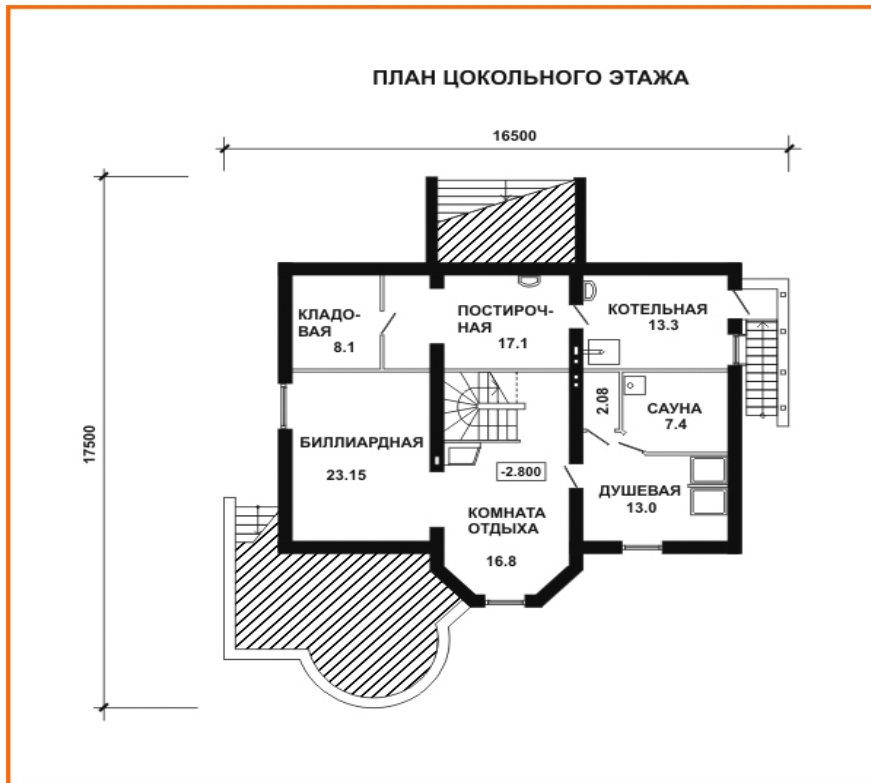 ПЛАН ЦОКОЛЬНОГО ЭТАЖА
16500
17500
КЛАДО-
ВАЯ
8.1
ПОСТИРОЧ-
НАЯ
17.1
КОТЕЛЬНАЯ
13.3
2.08
САУНА
7.4
БИЛЛИАРДНАЯ
23.15
-2.800
ДУШЕВАЯ
13.0
КОМНАТА
ОТДЫХА
16.8